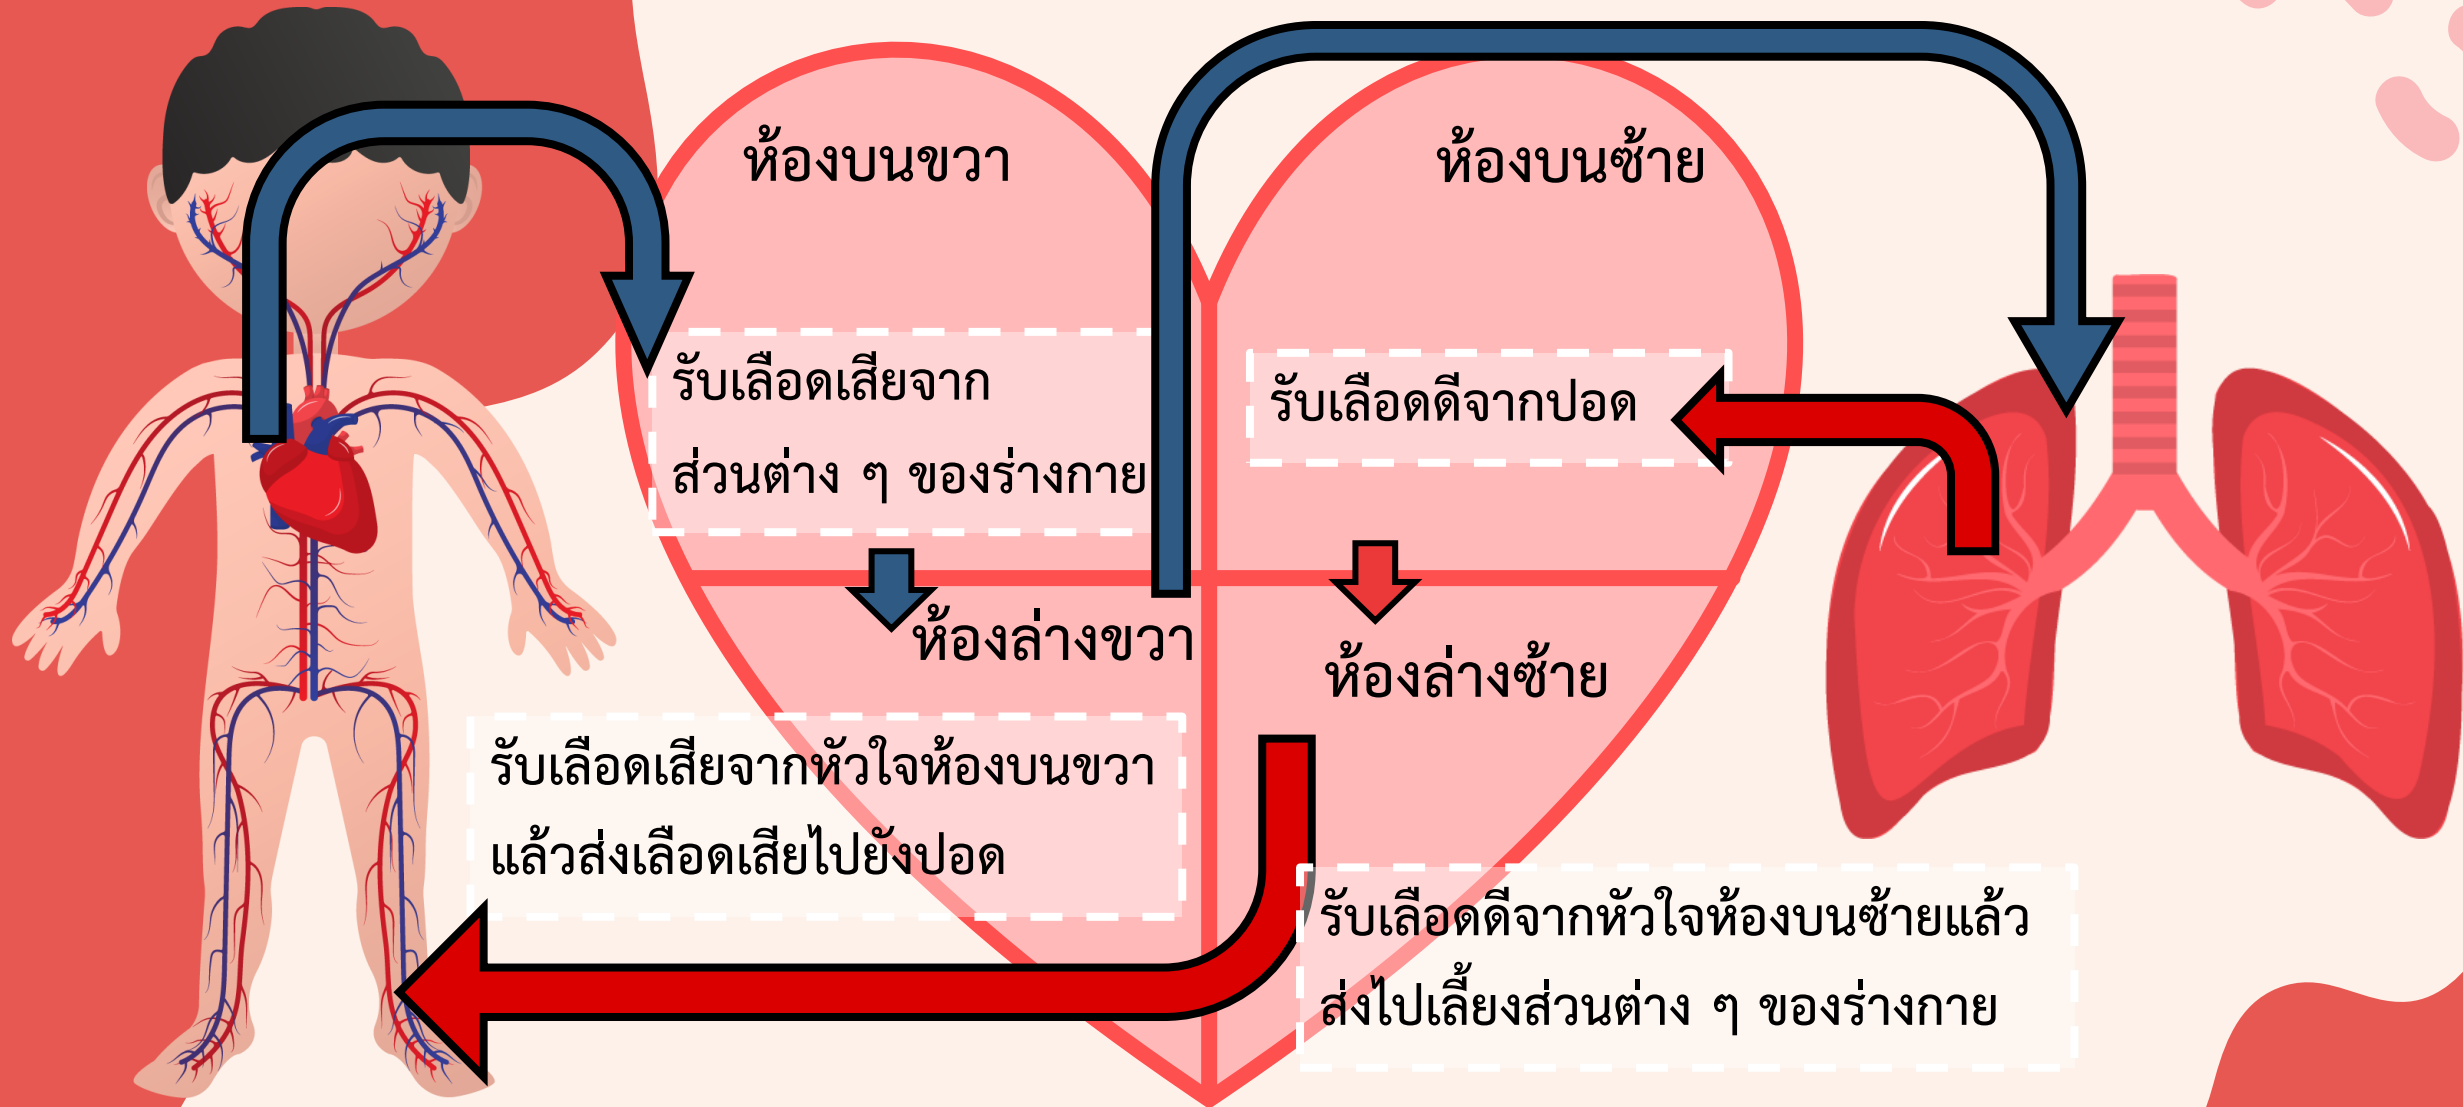 ห้องบนขวา
ห้องบนซ้าย
รับเลือดเสียจาก
ส่วนต่าง ๆ ของร่างกาย
รับเลือดดีจากปอด
ห้องล่างขวา
ห้องล่างซ้าย
รับเลือดเสียจากหัวใจห้องบนขวา
แล้วส่งเลือดเสียไปยังปอด
รับเลือดดีจากหัวใจห้องบนซ้ายแล้ว
ส่งไปเลี้ยงส่วนต่าง ๆ ของร่างกาย